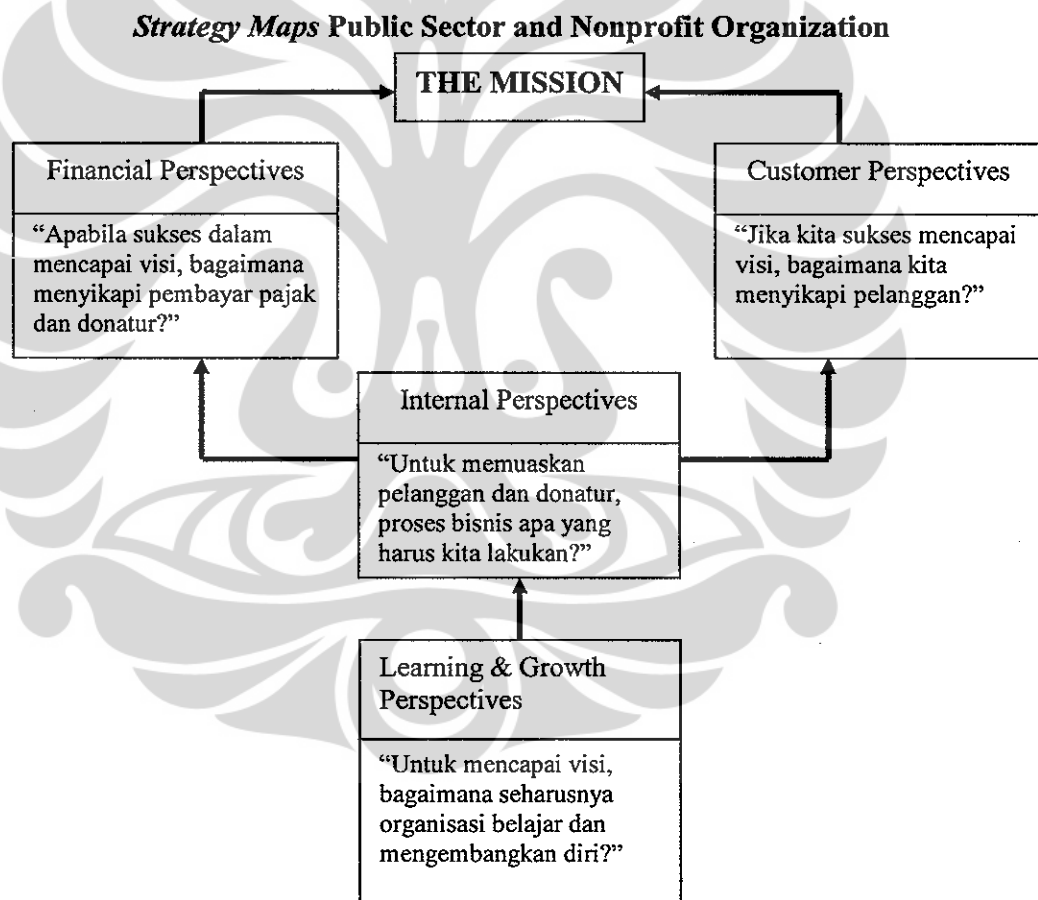 Strategy Maps Public Sector and Nonprofit Organization
THE MISSION
Financial Perspectives
“Apabila sukses dalam
mencapai visi, bagaimana
menyikapi pembayar pajak
dan donatur?”
Customer Perspectives
“Jika kita sukses mencapai
visi, bagaimana kita
menyikapi pelanggan?”
Internal Perspectives
“Untuk memuaskan
pelanggan dan donatur,
proses bisnis apa yang
harus kita lakukan?”
Learning & Growth
Perspectives
“Untuk mencapai visi,
bagaimana seharusnya
organisasi belajar dan
mengembangkan diri?”